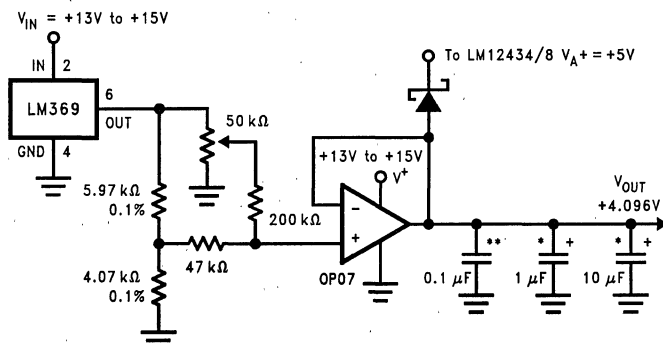 V_IN = +13V to +15V
To LM12434/8 V_A+ = +5V
IN 2
LM369
6
OUT
GND 4
50 kΩ
+13V to +15V
V+
5.97 kΩ
0.1%
200 kΩ
−
+
V_OUT
+4.096V
47 kΩ
OP07
4.07 kΩ
0.1%
**
0.1 μF
* +
1 μF
* +
10 μF